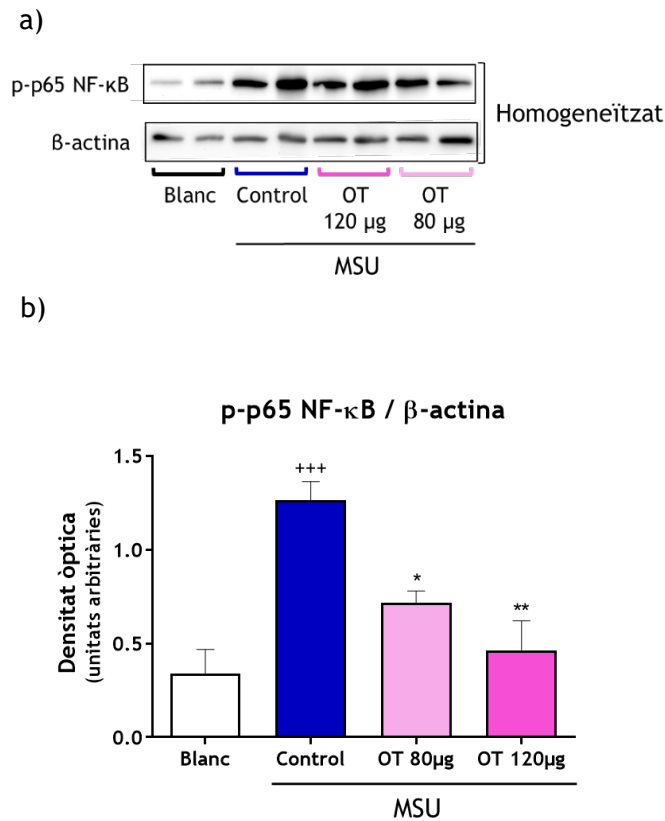 a)
p-p65 NF-κB
Homogeneïtzat
ß-actina
Blanc Control OT 120 µg OT 80 µg
MSU
b)
p-p65 NF-κB / β-actina
Densitat òptica
(unitats arbitràries)
1.5
1.0
0.5
0.0
+++
*
**
Blanc Control OT 80µg OT 120µg
MSU